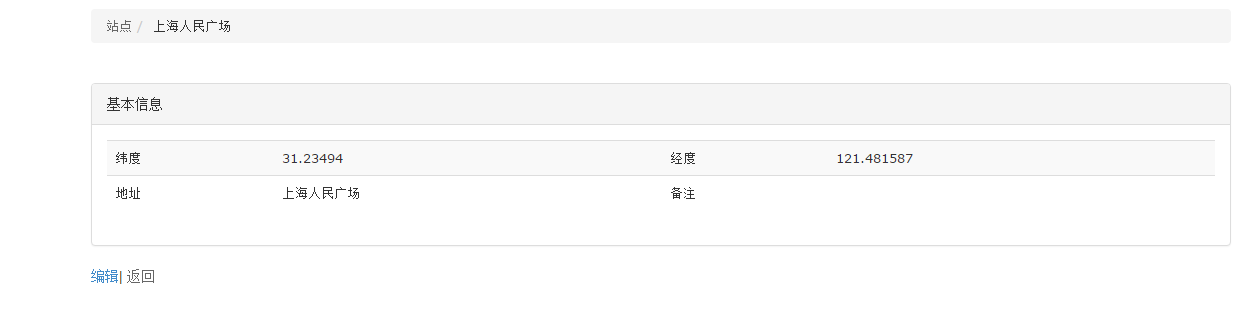 站点/ 上海人民广场
基本信息
纬度 31.23494 经度 121.481587
地址 上海人民广场 备注
编辑| 返回